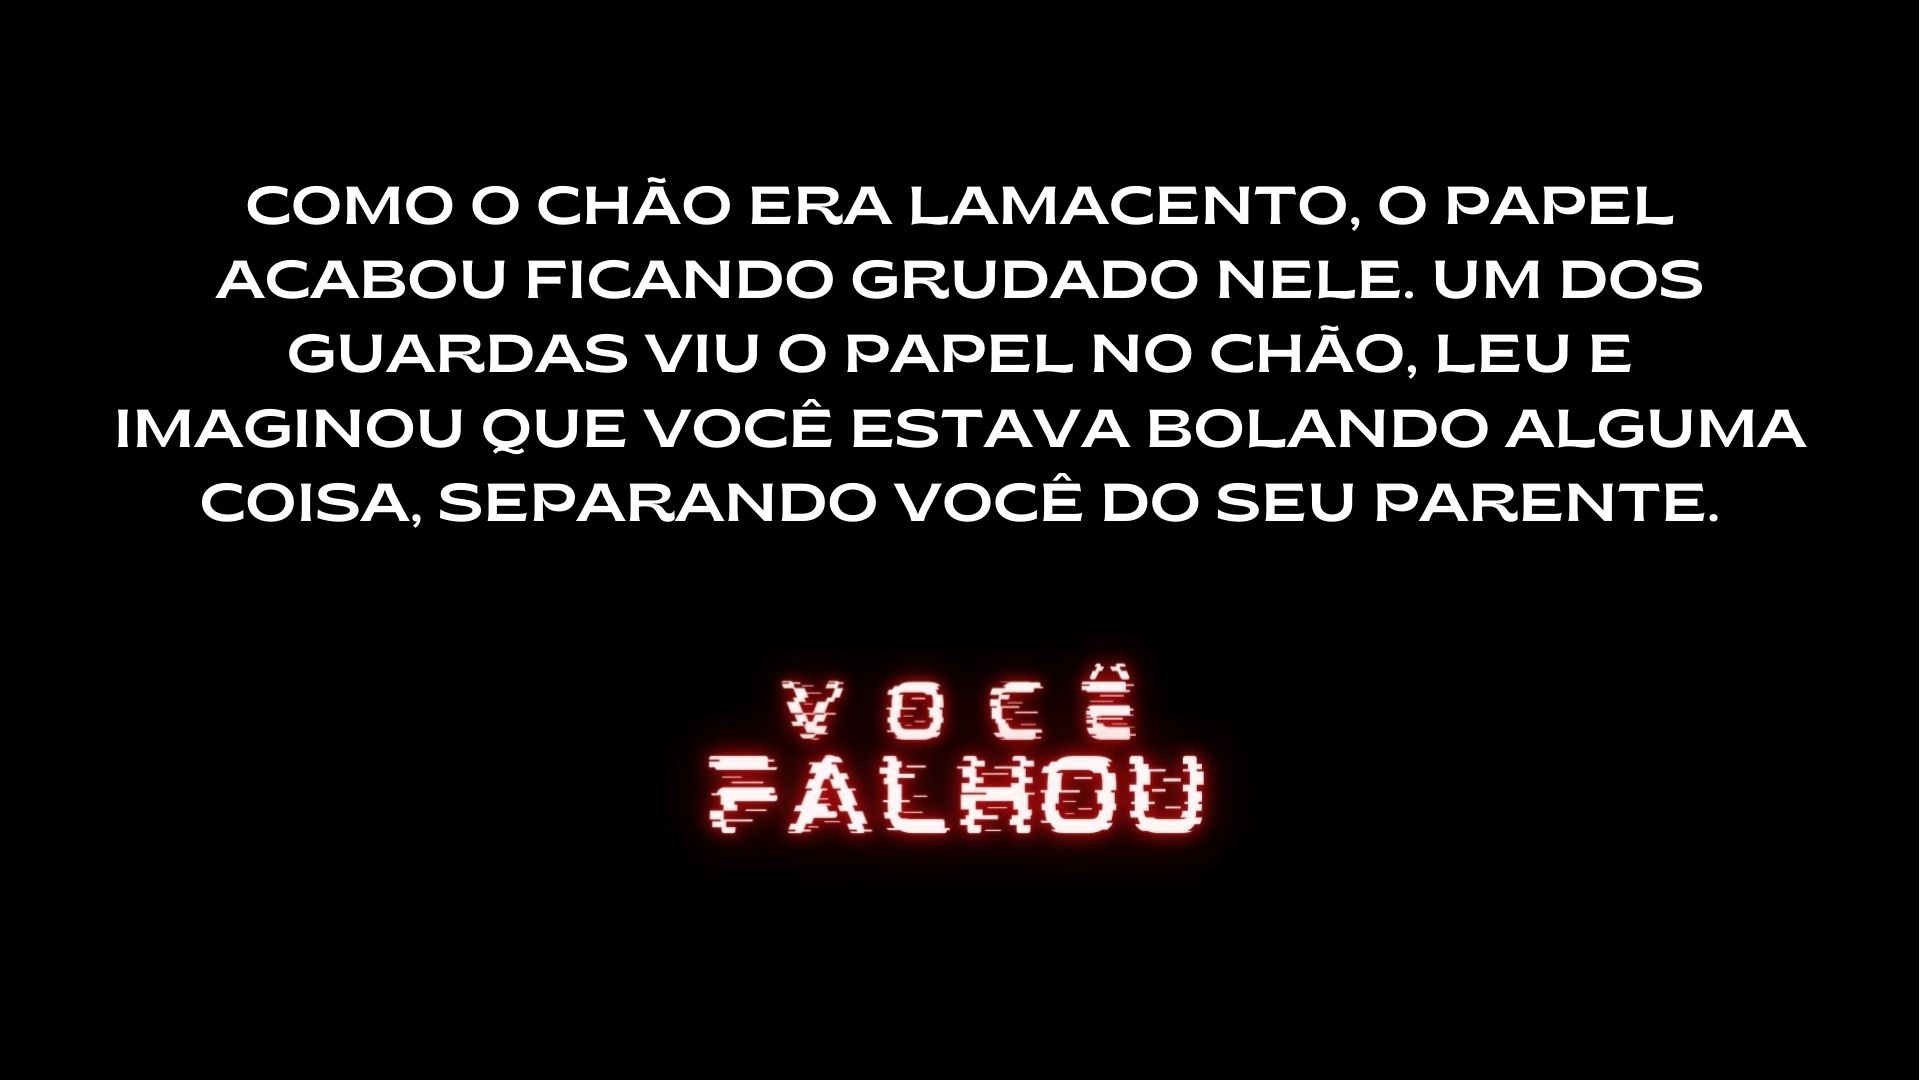 COMO O CHÃO ERA LAMACENTO, O PAPEL
ACABOU FICANDO GRUDADO NELE. UM DOS
GUARDAS VIU O PAPEL NO CHÃO, LEU E
IMAGINOU QUE VOCÊ ESTAVA BOLANDO ALGUMA
COISA, SEPARANDO VOCÊ DO SEU PARENTE.
VOCÊ
FALHOU